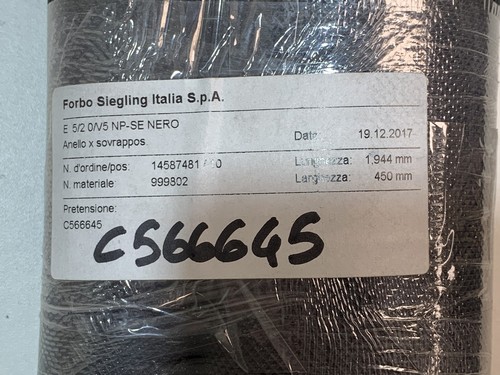 Forbo Siegling Italia S.p.A.
E 5/2 0/V5 NP-SE NERO
Anello x sovrappos.
Data: 19.12.2017
N. d'ordine/pos: 14587481
Lunghezza: 1,944 mm
N. materiale: 999802
Larghezza: 450 mm
Pretensione:
C566645
C566645